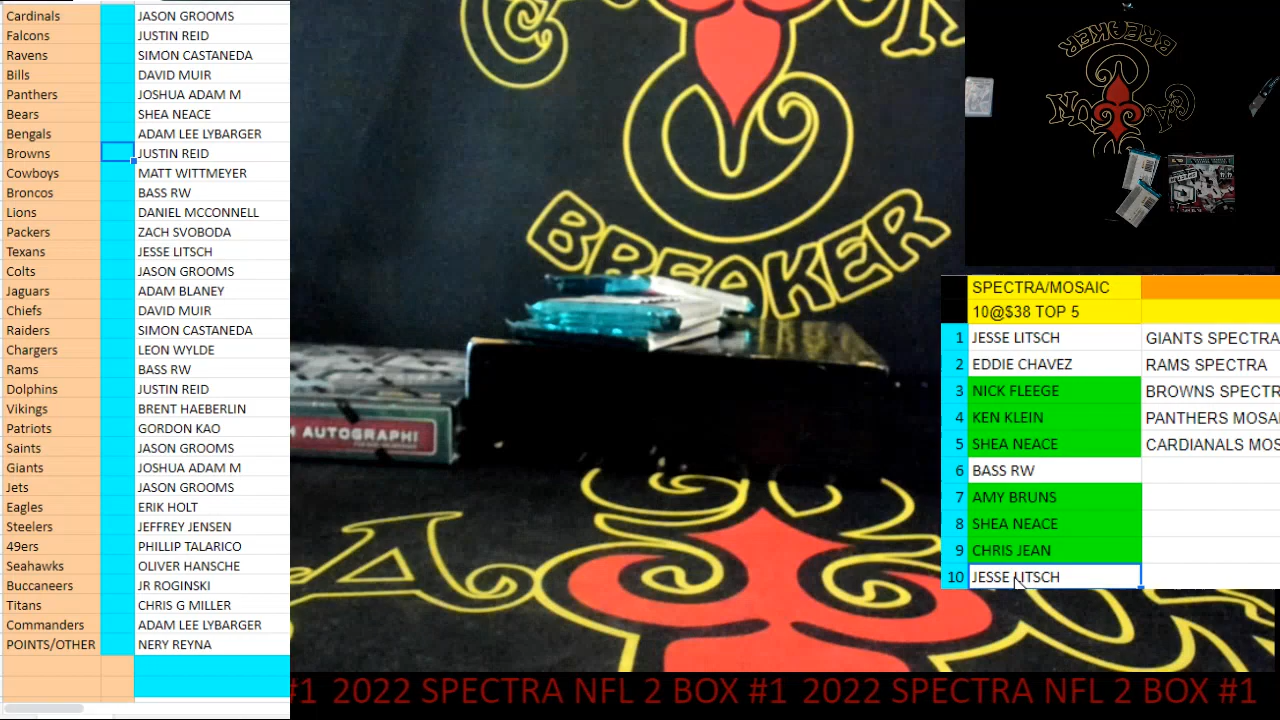 Cardinals JASON GROOMS
Falcons JUSTIN REID
Ravens SIMON CASTANEDA
Bills DAVID MUIR
Panthers JOSHUA ADAM M
Bears SHEA NEACE
Bengals ADAM LEE LYBARGER
Browns JUSTIN REID
Cowboys MATT WITTMEYER
Broncos BASS RW
Lions DANIEL MCCONNELL
Packers ZACH SVOBODA
Texans JESSE LITSCH
Colts JASON GROOMS
Jaguars ADAM BLANEY
Chiefs DAVID MUIR
Raiders SIMON CASTANEDA
Chargers LEON WYLDE
Rams BASS RW
Dolphins JUSTIN REID
Vikings BRENT HAEBERLIN
Patriots GORDON KAO
Saints JASON GROOMS
Giants JOSHUA ADAM M
Jets JASON GROOMS
Eagles ERIK HOLT
Steelers JEFFREY JENSEN
49ers PHILLIP TALARICO
Seahawks OLIVER HANSCHE
Buccaneers JR ROGINSKI
Titans CHRIS G MILLER
Commanders ADAM LEE LYBARGER
POINTS/OTHER NERY REYNA
BREAKER
AUTOGRAPH!
BREAKER
SPECTRA/MOSAIC
10@$38 TOP 5
1 JESSE LITSCH GIANTS SPECTRA
2 EDDIE CHAVEZ RAMS SPECTRA
3 NICK FLEEGE BROWNS SPECTR
4 KEN KLEIN PANTHERS MOSA
5 SHEA NEACE CARDIANALS MOS
6 BASS RW
7 AMY BRUNS
8 SHEA NEACE
9 CHRIS JEAN
10 JESSE LITSCH
#1 2022 SPECTRA NFL 2 BOX #1 2022 SPECTRA NFL 2 BOX #1